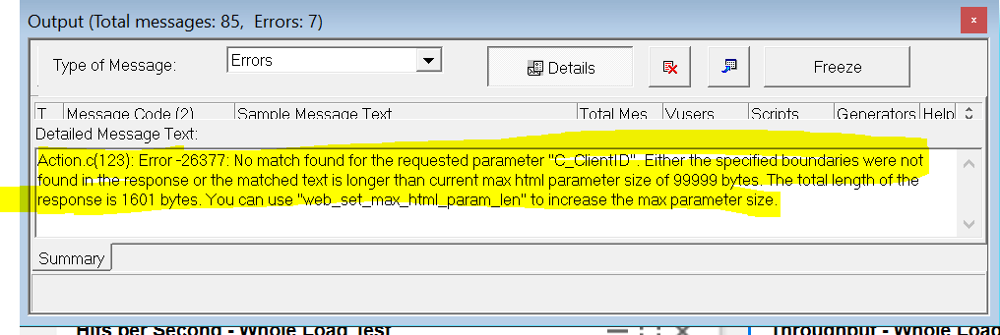 Output (Total messages: 85, Errors: 7)
x
Type of Message:
Errors
Details
Freeze
T Message Code (2) Sample Message Text Total Mes Vusers Scripts Generators Help
Detailed Message Text:
Action.c(123): Error -26377: No match found for the requested parameter "C_ClientID". Either the specified boundaries were not
found in the response or the matched text is longer than current max html parameter size of 99999 bytes. The total length of the
response is 1601 bytes. You can use "web_set_max_html_param_len" to increase the max parameter size.
Summary
Hits per Second - Whole Load Test
Throughput - Whole Load